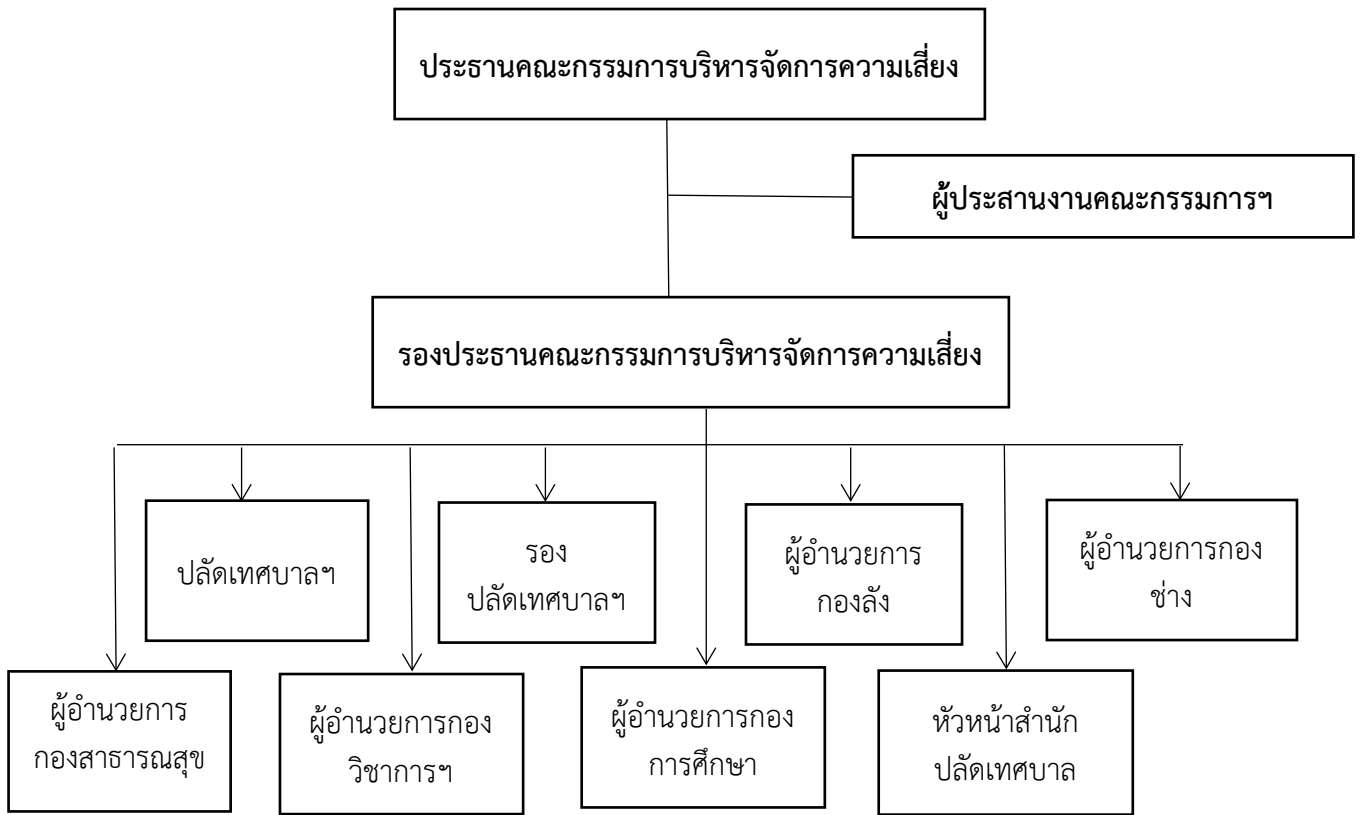 ประธานคณะกรรมการบริหารจัดการความเสี่ยง
ผู้ประสานงานคณะกรรมการฯ
รองประธานคณะกรรมการบริหารจัดการความเสี่ยง
ปลัดเทศบาลฯ
รอง
ปลัดเทศบาลฯ
ผู้อำนวยการ
กองลัง
ผู้อำนวยการกอง
ช่าง
ผู้อำนวยการ
กองสาธารณสุข
ผู้อำนวยการกอง
วิชาการฯ
ผู้อำนวยการกอง
การศึกษา
หัวหน้าสำนัก
ปลัดเทศบาล